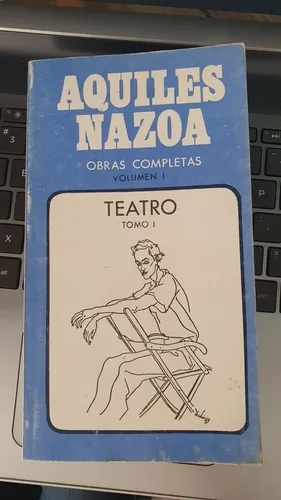 AQUILES
NAZOA
OBRAS COMPLETAS
VOLUMEN I
TEATRO
TOMO I